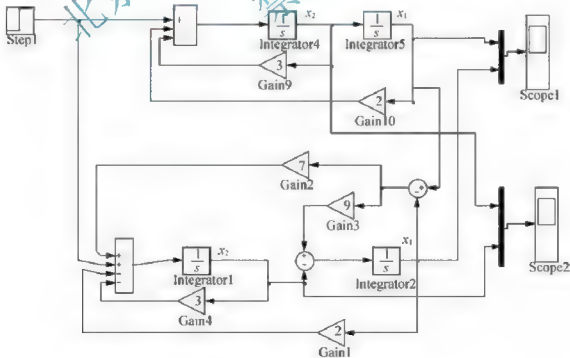 Step1
+
1
s
x₂
Integrator4
1
s
x₁
Integrator5
3
Gain9
2
Gain10
Scope1
7
Gain2
9
Gain3
-+
+
+
-
-
1
s
x₂
Integrator1
3
Gain4
+
-
1
s
x₁
Integrator2
2
Gain1
Scope2